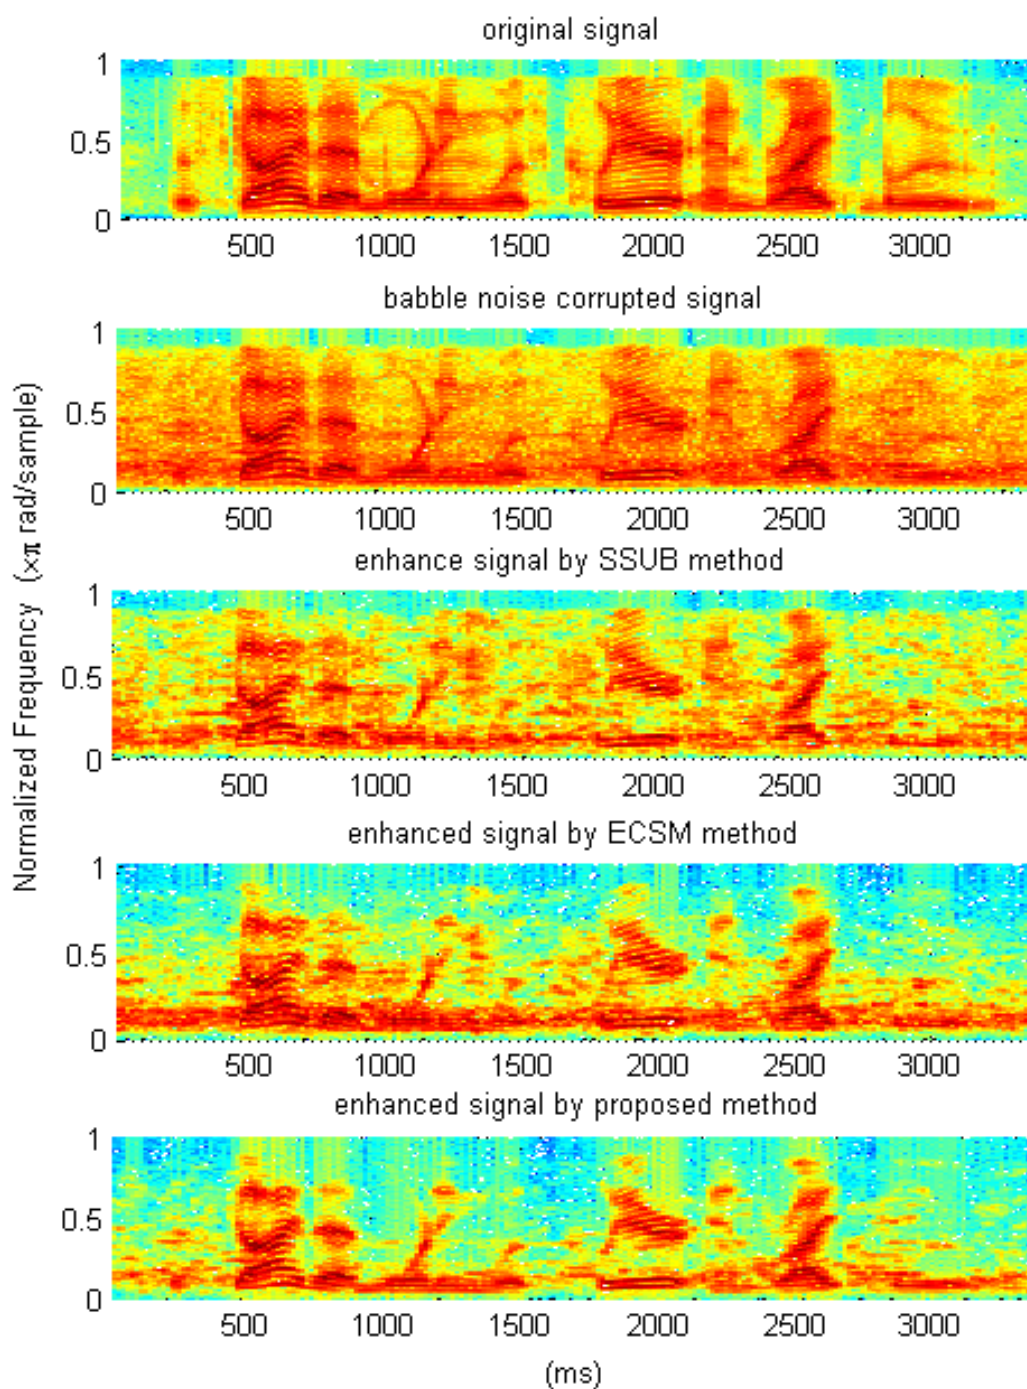 original signal
1
0.5
0
500 1000 1500 2000 2500 3000
babble noise corrupted signal
1
0.5
0
500 1000 1500 2000 2500 3000
enhance signal by SSUB method
1
0.5
0
500 1000 1500 2000 2500 3000
enhanced signal by ECSM method
1
0.5
0
500 1000 1500 2000 2500 3000
enhanced signal by proposed method
1
0.5
0
500 1000 1500 2000 2500 3000
(ms)
Normalized Frequency (×π rad/sample)